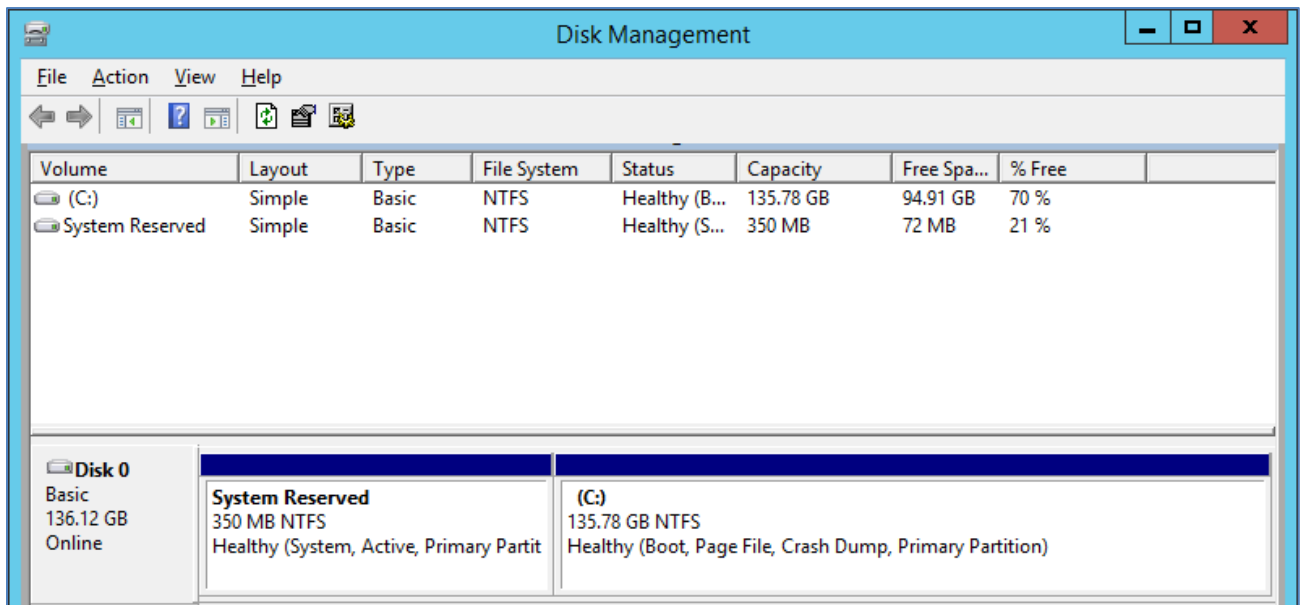 Disk Management
File Action View Help
Volume Layout Type File System Status Capacity Free Spa... % Free
(C:) Simple Basic NTFS Healthy (B... 135.78 GB 94.91 GB 70 %
System Reserved Simple Basic NTFS Healthy (S... 350 MB 72 MB 21 %
Disk 0
Basic
136.12 GB
Online
System Reserved
350 MB NTFS
Healthy (System, Active, Primary Partit
(C:)
135.78 GB NTFS
Healthy (Boot, Page File, Crash Dump, Primary Partition)